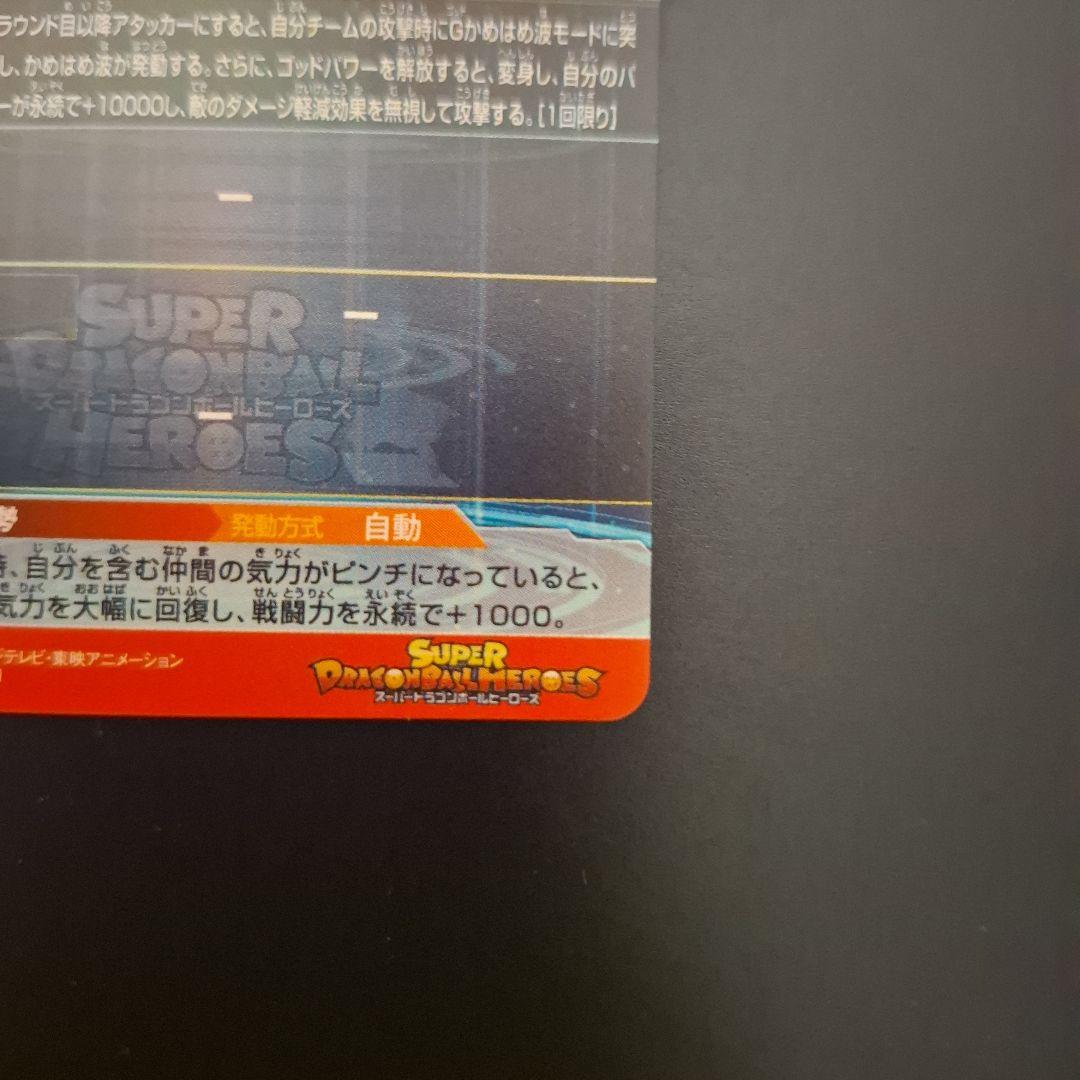 ラウンド目以降アタッカーにすると、自分チームの攻撃時にGかめはめ波モードに突
し、かめはめ波が発動する。さらに、ゴッドパワーを解放すると、変身し、自分のパ
ーが永続で+10000し、敵のダメージ軽減効果を無視して攻撃する。[1回限り]
SUPER
DRAGONBALL
スーパードラゴンボールヒーローズ
HEROES
勢 発動方式 自動
時、自分を含む仲間の気力がピンチになっていると、
気力を大幅に回復し、戦闘力を永続で+1000。
ジテレビ・東映アニメーション
SUPER
DRAGONBALL HEROES
スーパードラゴンボールヒーローズ